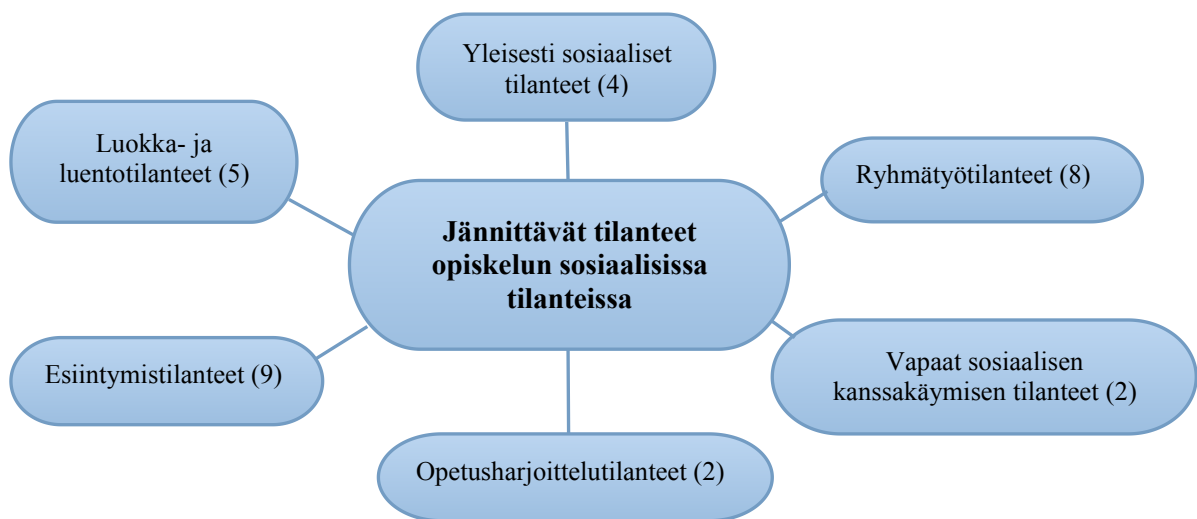 Yleisesti sosiaaliset
tilanteet (4)
Luokka- ja
luentotilanteet (5)
Ryhmätyötilanteet (8)
Jännittävät tilanteet
opiskelun sosiaalisissa
tilanteissa
Esiintymistilanteet (9)
Vapaat sosiaalisen
kanssakäymisen tilanteet (2)
Opetusharjoittelutilanteet (2)